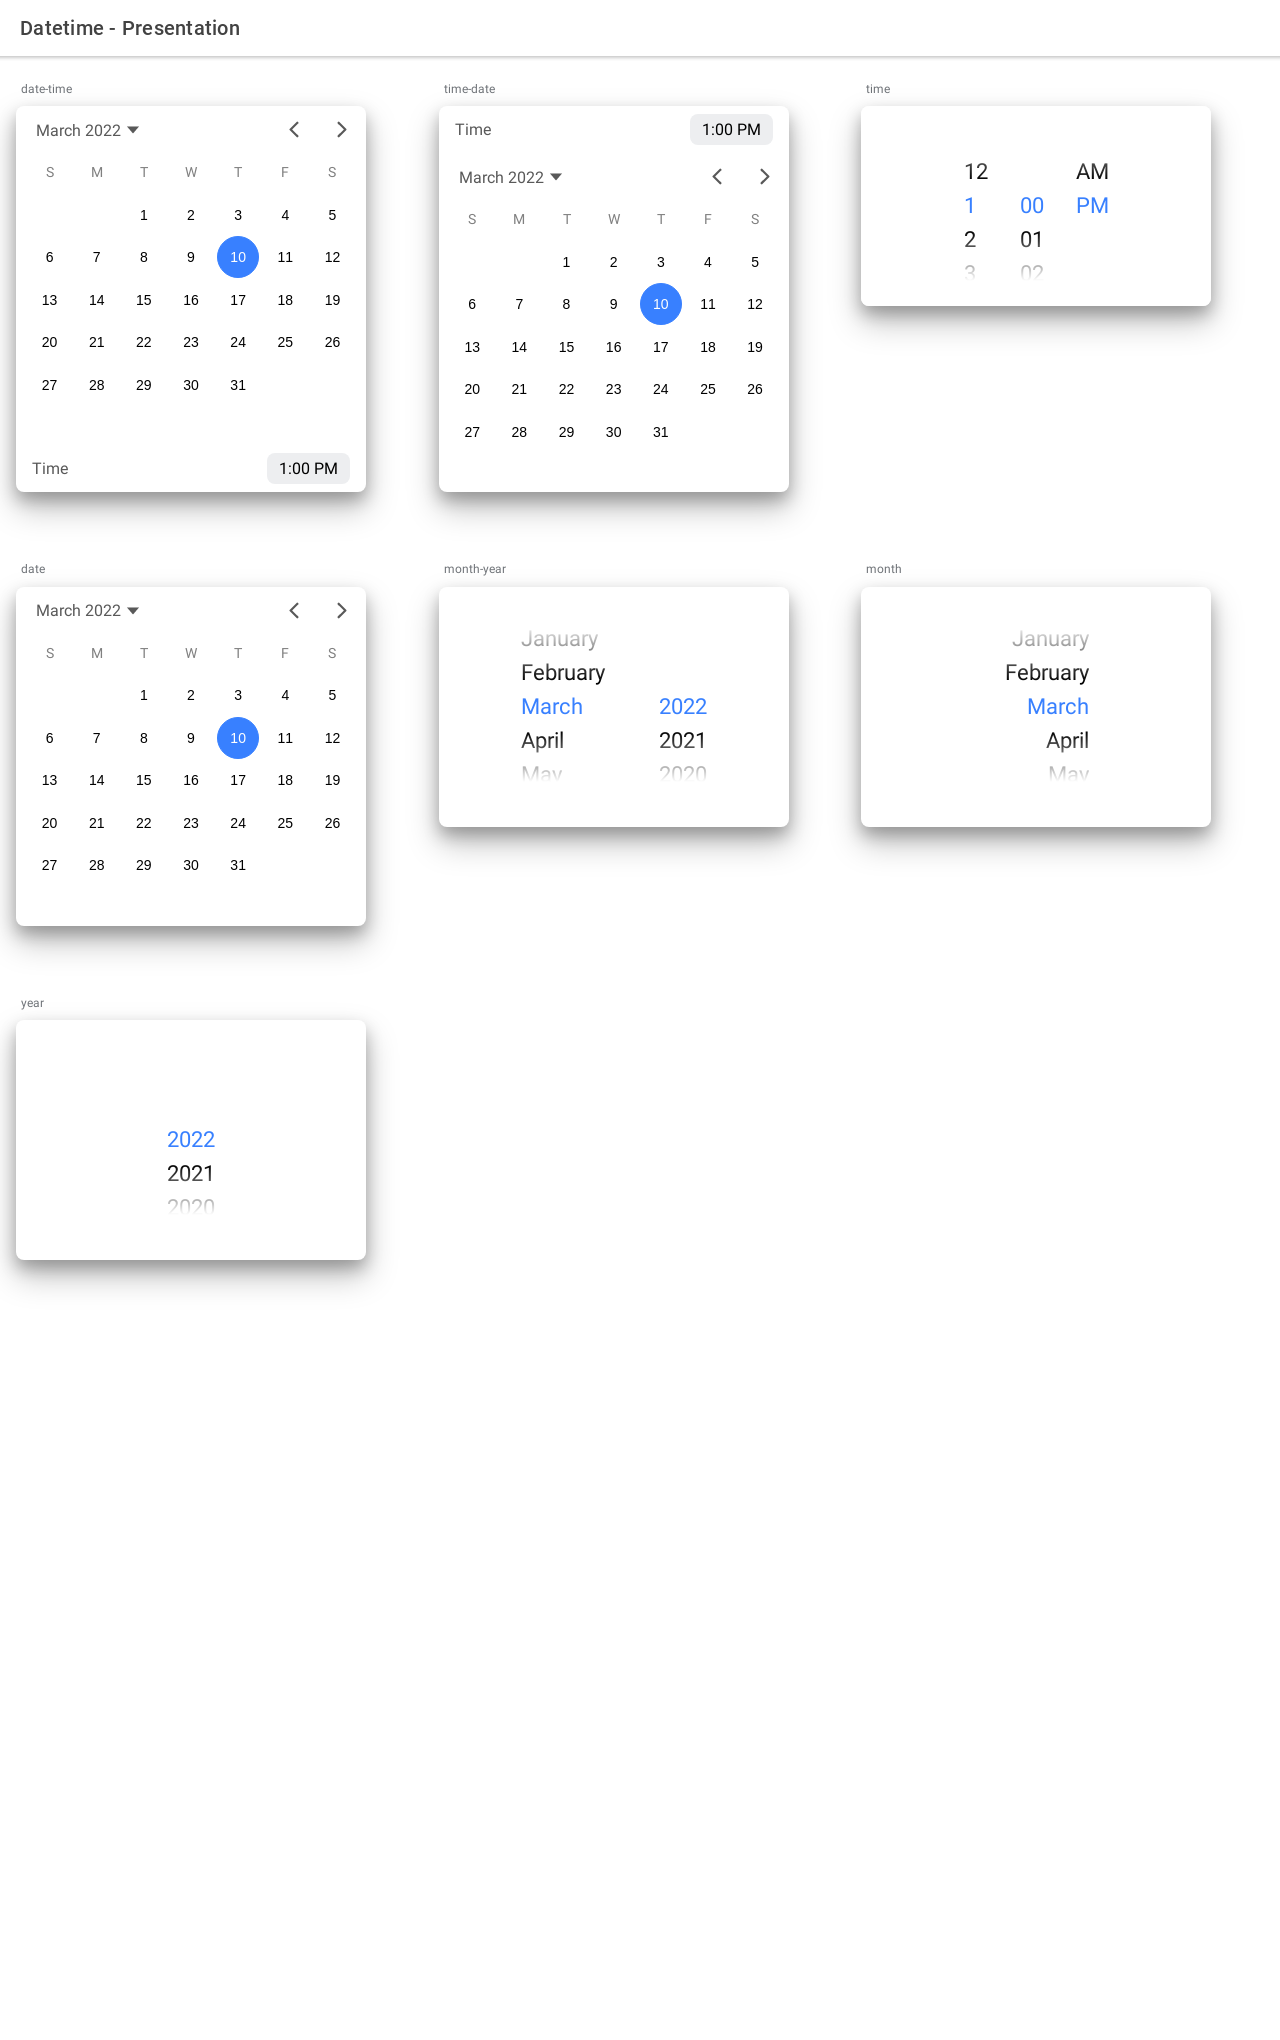 Datetime - Presentation
date-time
March 2022
S M T W T F S
1 2 3 4 5
6 7 8 9 10 11 12
13 14 15 16 17 18 19
20 21 22 23 24 25 26
27 28 29 30 31
Time 1:00 PM
time-date
Time 1:00 PM
March 2022
S M T W T F S
1 2 3 4 5
6 7 8 9 10 11 12
13 14 15 16 17 18 19
20 21 22 23 24 25 26
27 28 29 30 31
time
12 AM
1 00 PM
2 01
3 02
date
March 2022
S M T W T F S
1 2 3 4 5
6 7 8 9 10 11 12
13 14 15 16 17 18 19
20 21 22 23 24 25 26
27 28 29 30 31
month-year
January
February
March 2022
April 2021
May 2020
month
January
February
March
April
May
year
2022
2021
2020